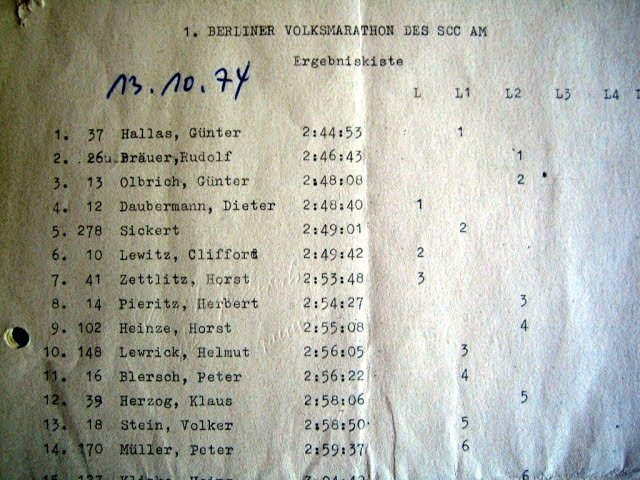 1. BERLINER VOLKSMARATHON DES SCC AM
Ergebniskiste
13.10.74
L L1 L2 L3 L4
1. 37 Hallas, Günter 2:44:53 1
2. 26u Bräuer,Rudolf 2:46:43 1
3. 13 Olbrich, Günter 2:48:08 2
4. 12 Daubermann, Dieter 2:48:40 1
5. 278 Sickert 2:49:01 2
6. 10 Lewitz, Clifford 2:49:42 2
7. 41 Zettlitz, Horst 2:53:48 3
8. 14 Pieritz, Herbert 2:54:27 3
9. 102 Heinze, Horst 2:55:08 4
10. 148 Lewrick, Helmut 2:56:05 3
11. 16 Blersch, Peter 2:56:22 4
12. 39 Herzog, Klaus 2:58:06 5
13. 18 Stein, Volker 2:58:50 5
14. 170 Müller, Peter 2:59:37 6